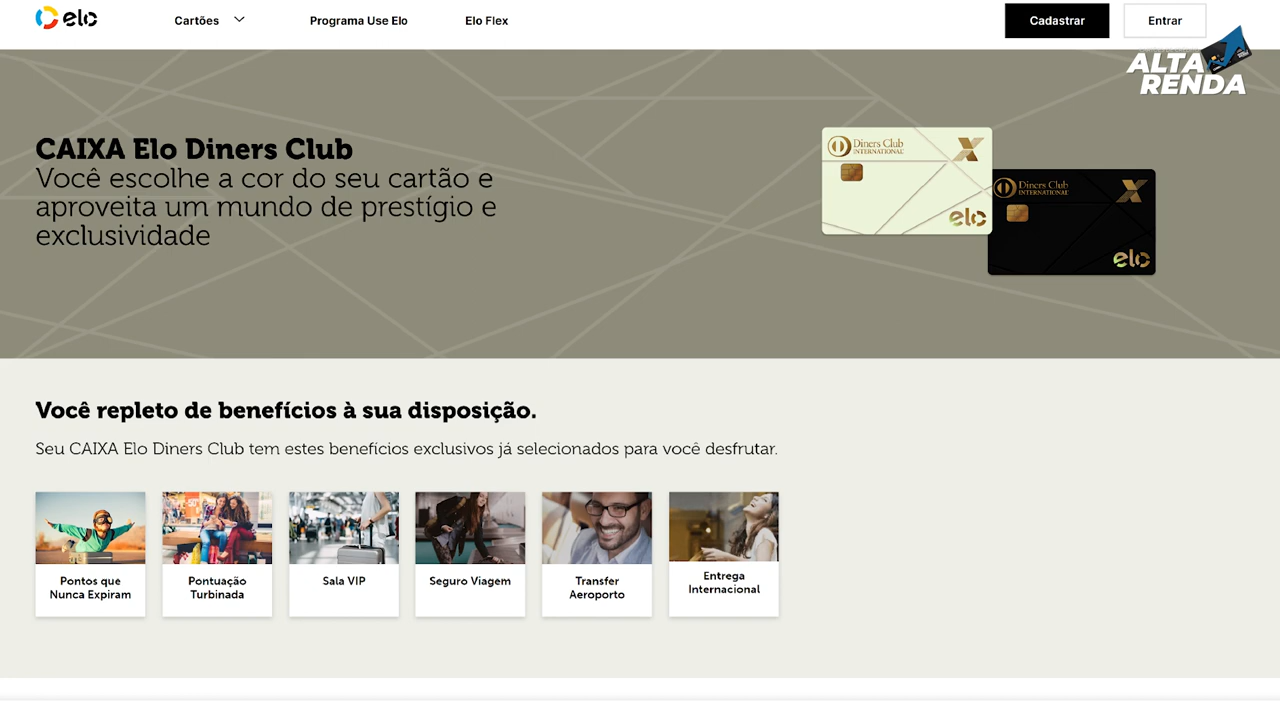 elo
Cartões
Programa Use Elo
Elo Flex
Cadastrar
Entrar
ALTA
RENDA
CAIXA Elo Diners Club
Você escolhe a cor do seu cartão e
aproveita um mundo de prestígio e
exclusividade
Diners Club
INTERNATIONAL
elo
Diners Club
INTERNATIONAL
elo
Você repleto de benefícios à sua disposição.
Seu CAIXA Elo Diners Club tem estes benefícios exclusivos já selecionados para você desfrutar.
Pontos que
Nunca Expiram
Pontuação
Turbinada
Sala VIP
Seguro Viagem
Transfer
Aeroporto
Entrega
Internacional